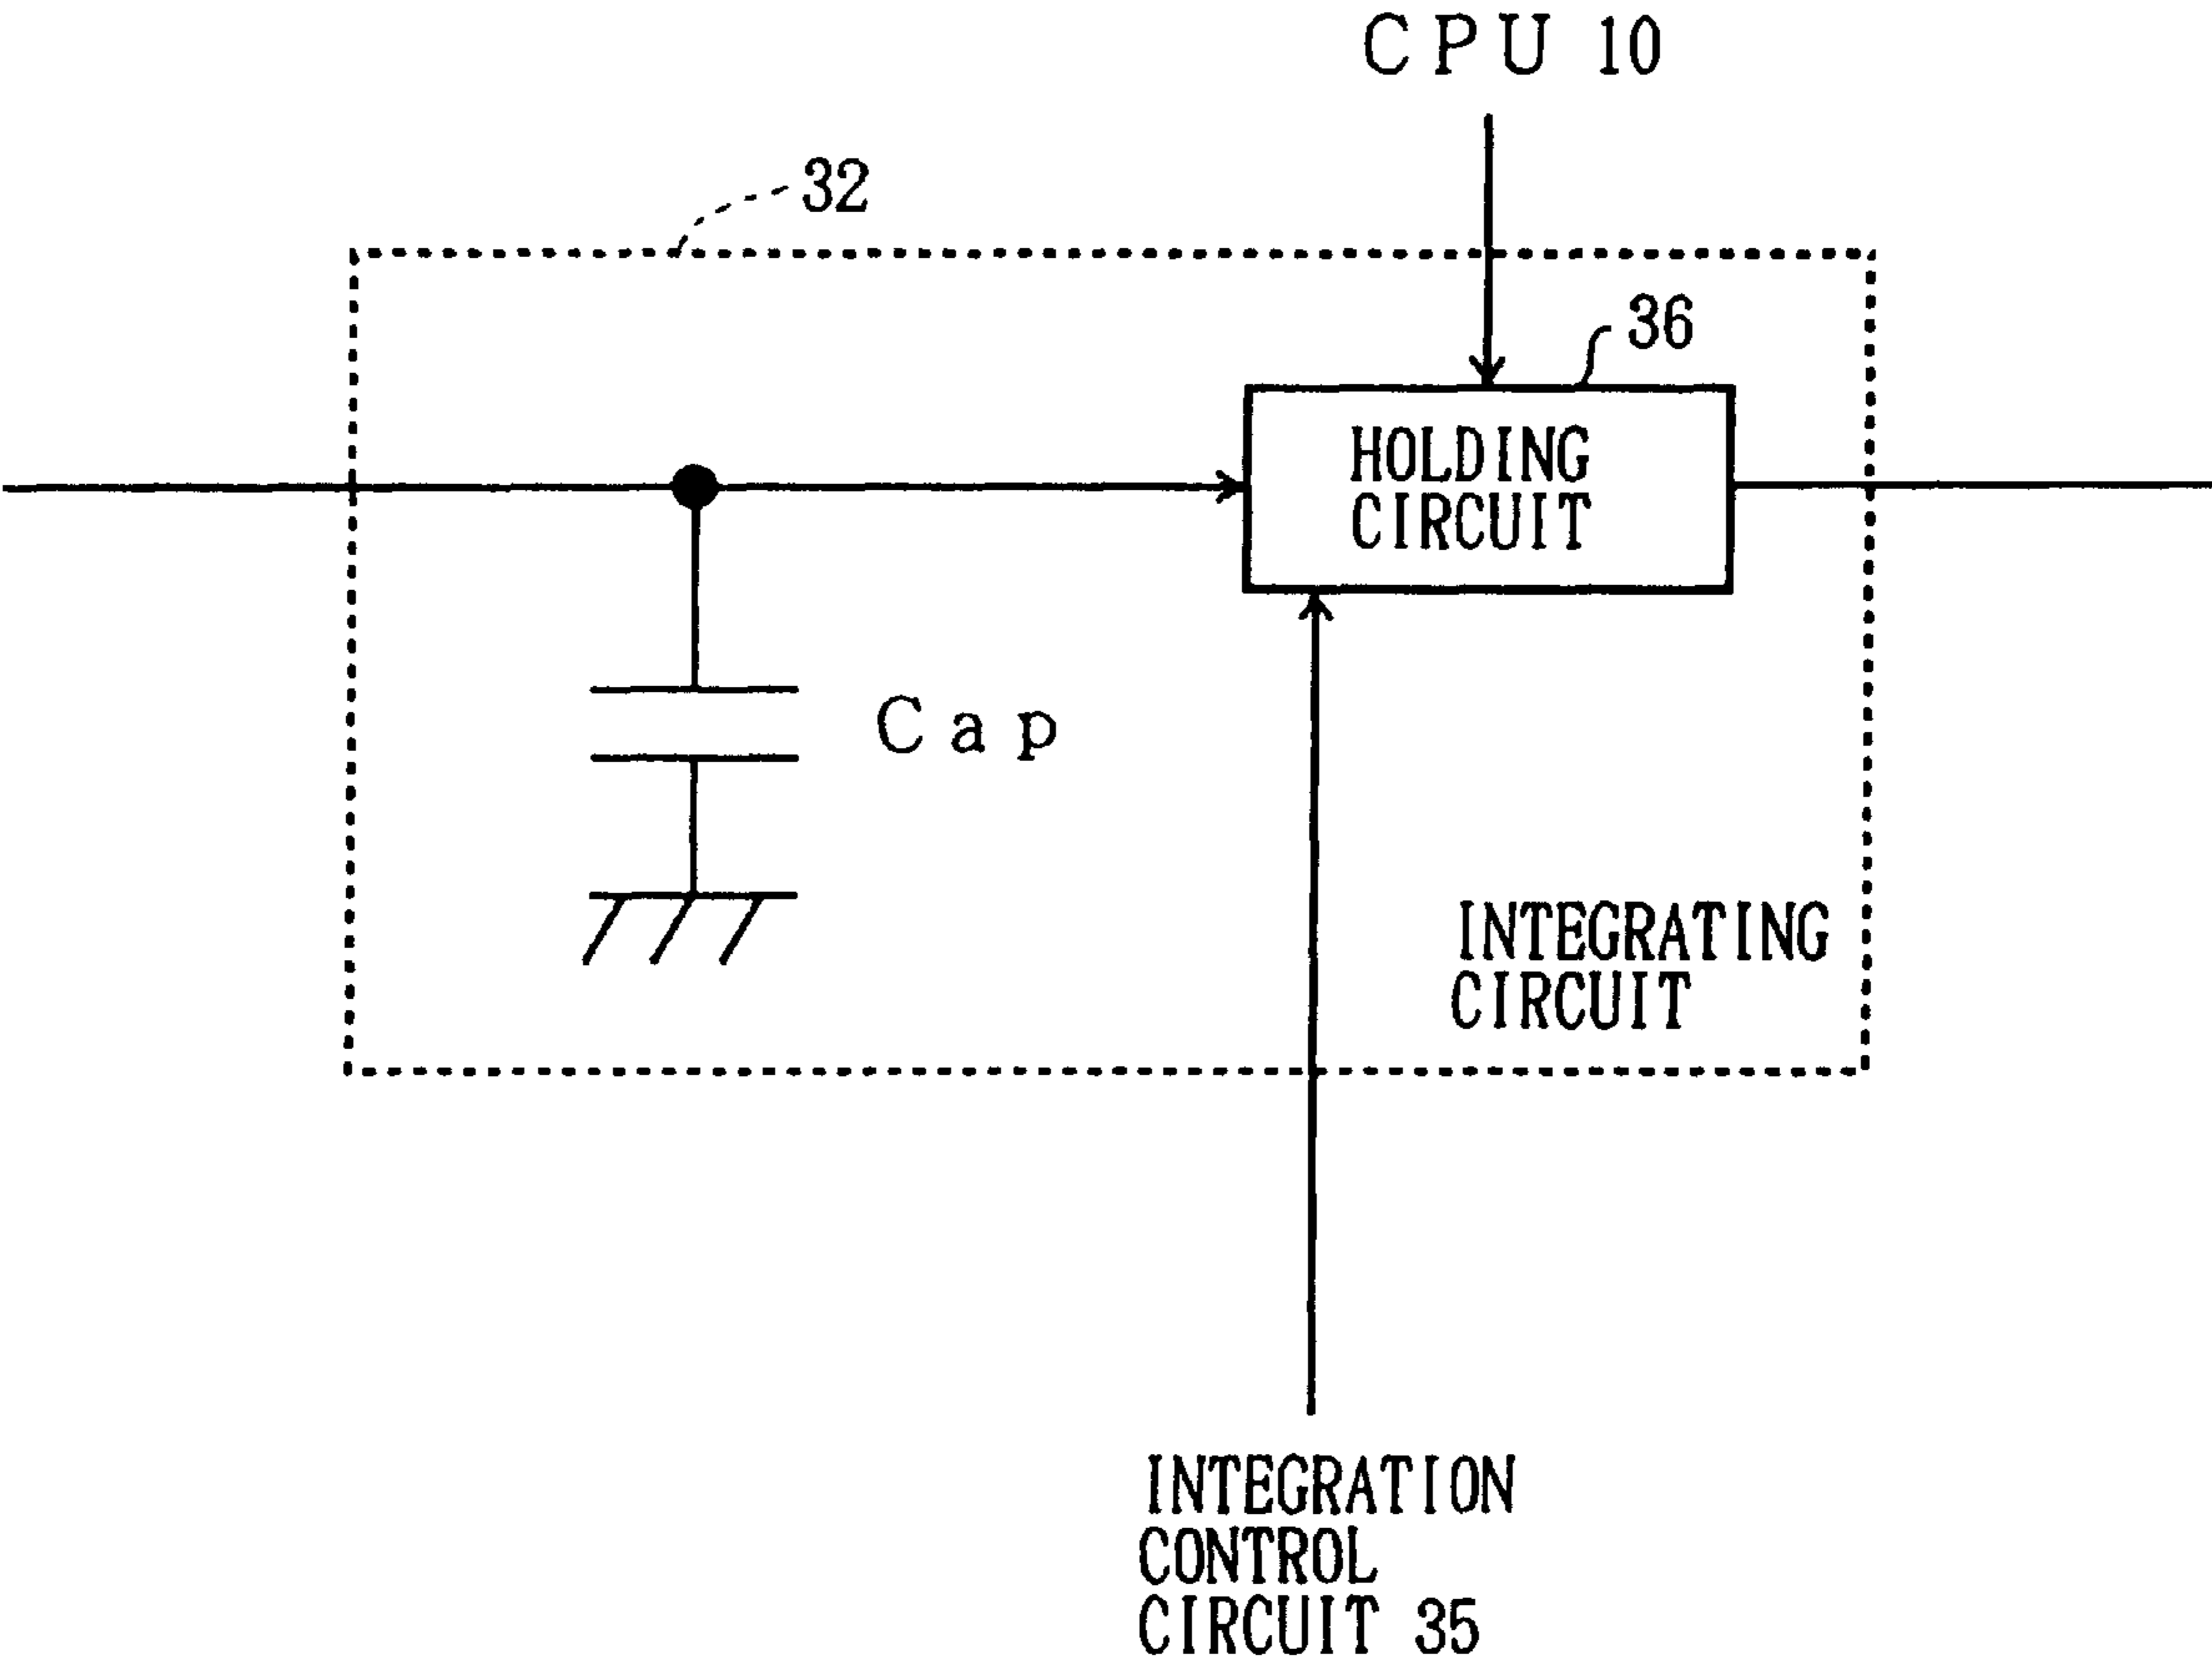 CPU 10
32
36
HOLDING
CIRCUIT
Cap
INTEGRATING
CIRCUIT
INTEGRATION
CONTROL
CIRCUIT 35